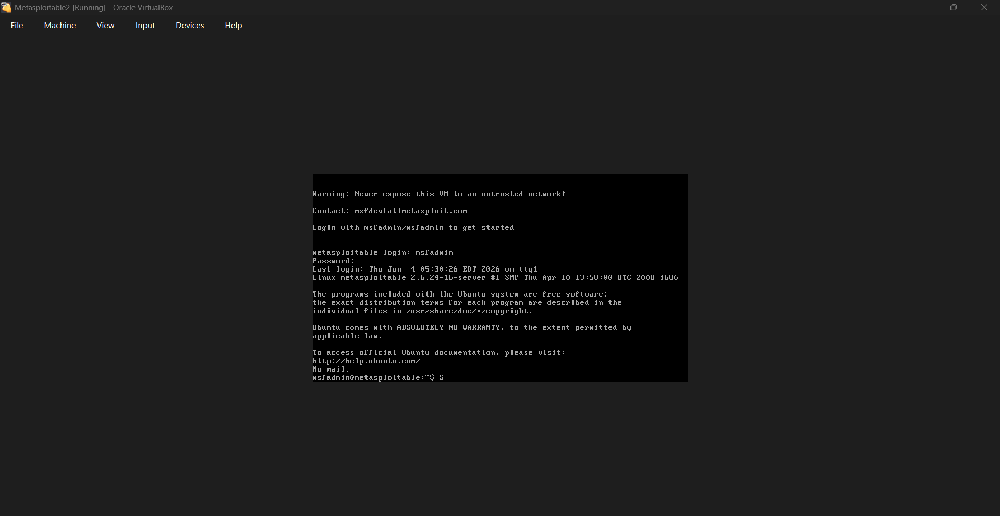 Metasploitable2 [Running] - Oracle VirtualBox
File Machine View Input Devices Help
Warning: Never expose this VM to an untrusted network!
Contact: msfdev[at]metasploit.com
Login with msfadmin/msfadmin to get started
metasploitable login: msfadmin
Password:
Last login: Thu Jun  4 05:30:26 EDT 2026 on tty1
Linux metasploitable 2.6.24-16-server #1 SMP Thu Apr 10 13:58:00 UTC 2008 i686
The programs included with the Ubuntu system are free software;
the exact distribution terms for each program are described in the
individual files in /usr/share/doc/*/copyright.
Ubuntu comes with ABSOLUTELY NO WARRANTY, to the extent permitted by
applicable law.
To access official Ubuntu documentation, please visit:
http://help.ubuntu.com/
No mail.
msfadmin@metasploitable:~$ S